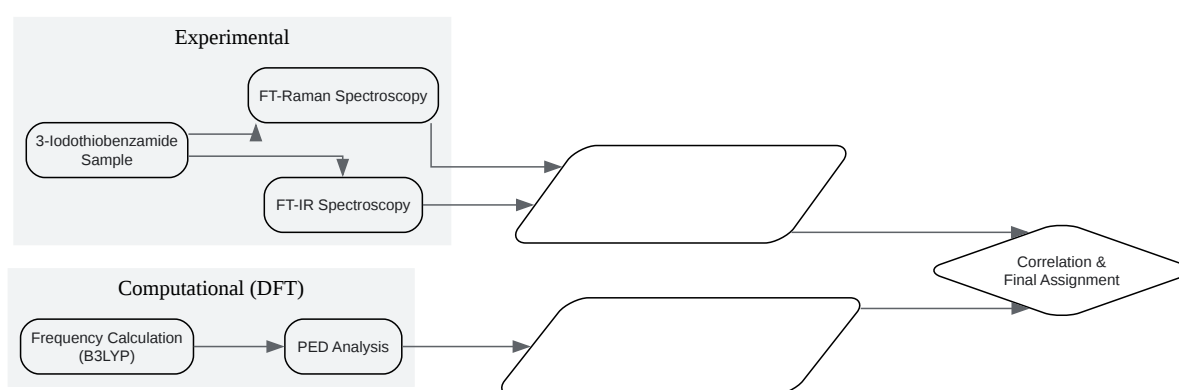 Experimental
FT-Raman Spectroscopy
3-Iodothiobenzamide
Sample
FT-IR Spectroscopy
Correlation &
Final Assignment
Computational (DFT)
Frequency Calculation
(B3LYP)
PED Analysis